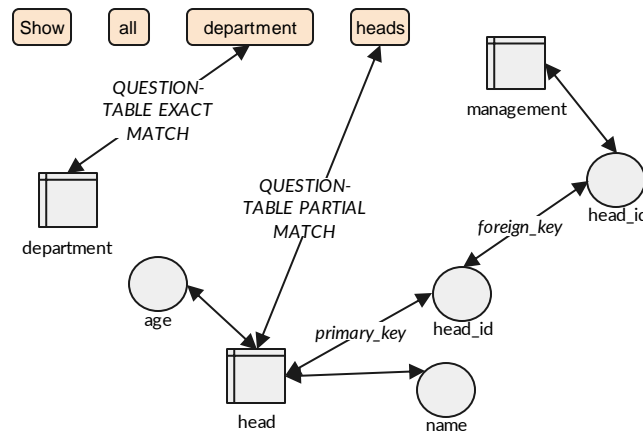 Show all department heads
QUESTION-
TABLE EXACT
MATCH
management
QUESTION-
TABLE PARTIAL
MATCH
head_id
foreign_key
department
age
primary_key
head_id
head
name